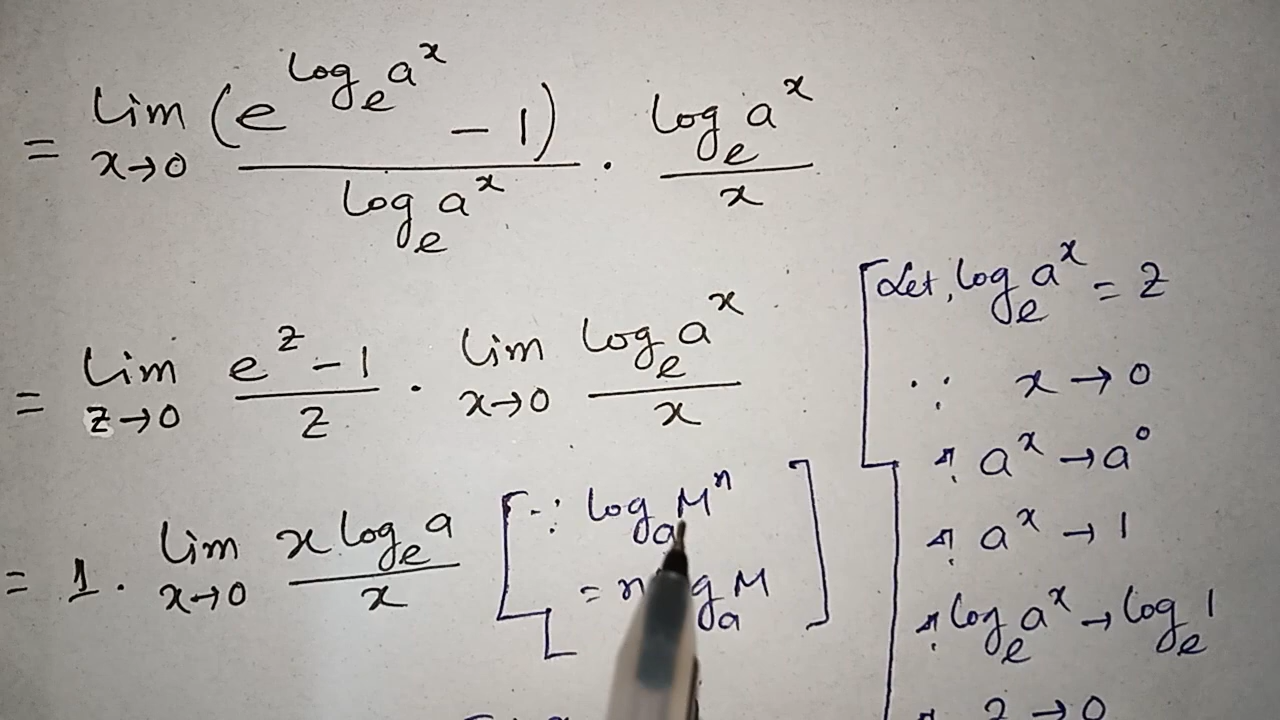 = lim x→0 (e^{log_e a^x} − 1) / log_e a^x · log_e a^x / x
= lim z→0 e^z − 1 / z · lim x→0 log_e a^x / x
= 1 · lim x→0 x log_e a / x
[∵ log_a M^n
= n log_a M]
[Let, log_e a^x = z
∵ x → 0
∴ a^x → a^0
∴ a^x → 1
∴ log_e a^x → log_e 1
∴ z → 0